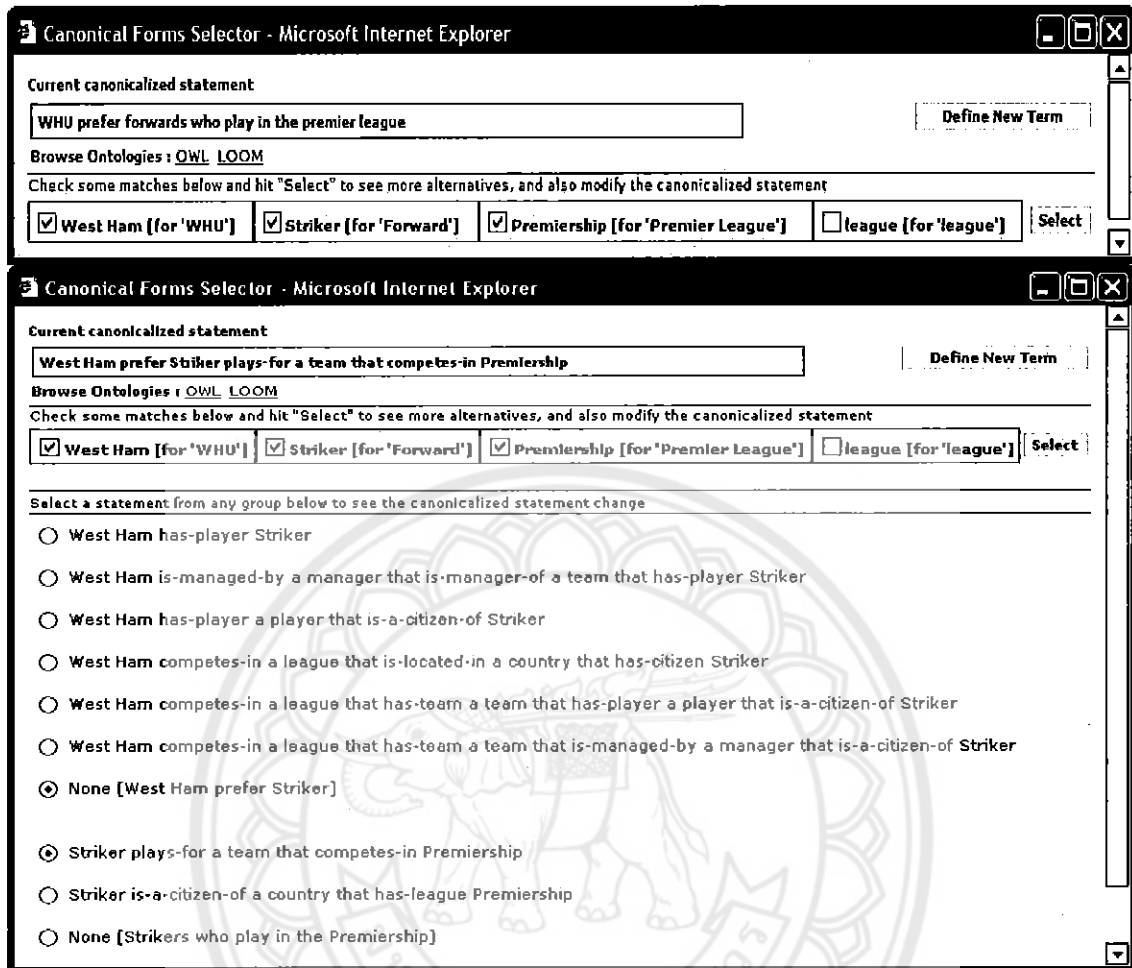 Canonical Forms Selector - Microsoft Internet Explorer
Current canonicalized statement
WHU prefer forwards who play in the premier league
Define New Term
Browse Ontologies : OWL LOOM
Check some matches below and hit "Select" to see more alternatives, and also modify the canonicalized statement
West Ham [for 'WHU'] Striker [for 'Forward'] Premiership [for 'Premier League'] league [for 'league'] Select
Canonical Forms Selector - Microsoft Internet Explorer
Current canonicalized statement
West Ham prefer Striker plays-for a team that competes-in Premiership
Define New Term
Browse Ontologies : OWL LOOM
Check some matches below and hit "Select" to see more alternatives, and also modify the canonicalized statement
West Ham [for 'WHU'] Striker [for 'Forward'] Premiership [for 'Premier League'] league [for 'league'] Select
Select a statement from any group below to see the canonicalized statement change
West Ham has-player Striker
West Ham is-managed-by a manager that is-manager-of a team that has-player Striker
West Ham has-player a player that is-a-citizen-of Striker
West Ham competes-in a league that is-located-in a country that has-citizen Striker
West Ham competes-in a league that has-team a team that has-player a player that is-a-citizen-of Striker
West Ham competes-in a league that has-team a team that is-managed-by a manager that is-a-citizen-of Striker
None [West Ham prefer Striker]
Striker plays-for a team that competes-in Premiership
Striker is-a-citizen-of a country that has-league Premiership
None [Strikers who play in the Premiership]